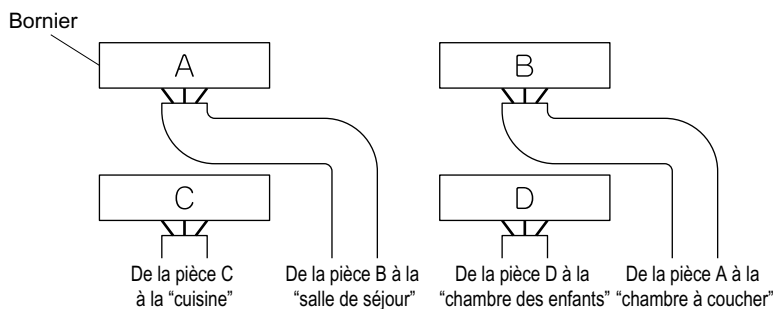 Bornier
A
B
C
D
De la pièce C
à la “cuisine”
De la pièce B à la
“salle de séjour”
De la pièce D à la
“chambre des enfants”
De la pièce A à la
“chambre à coucher”